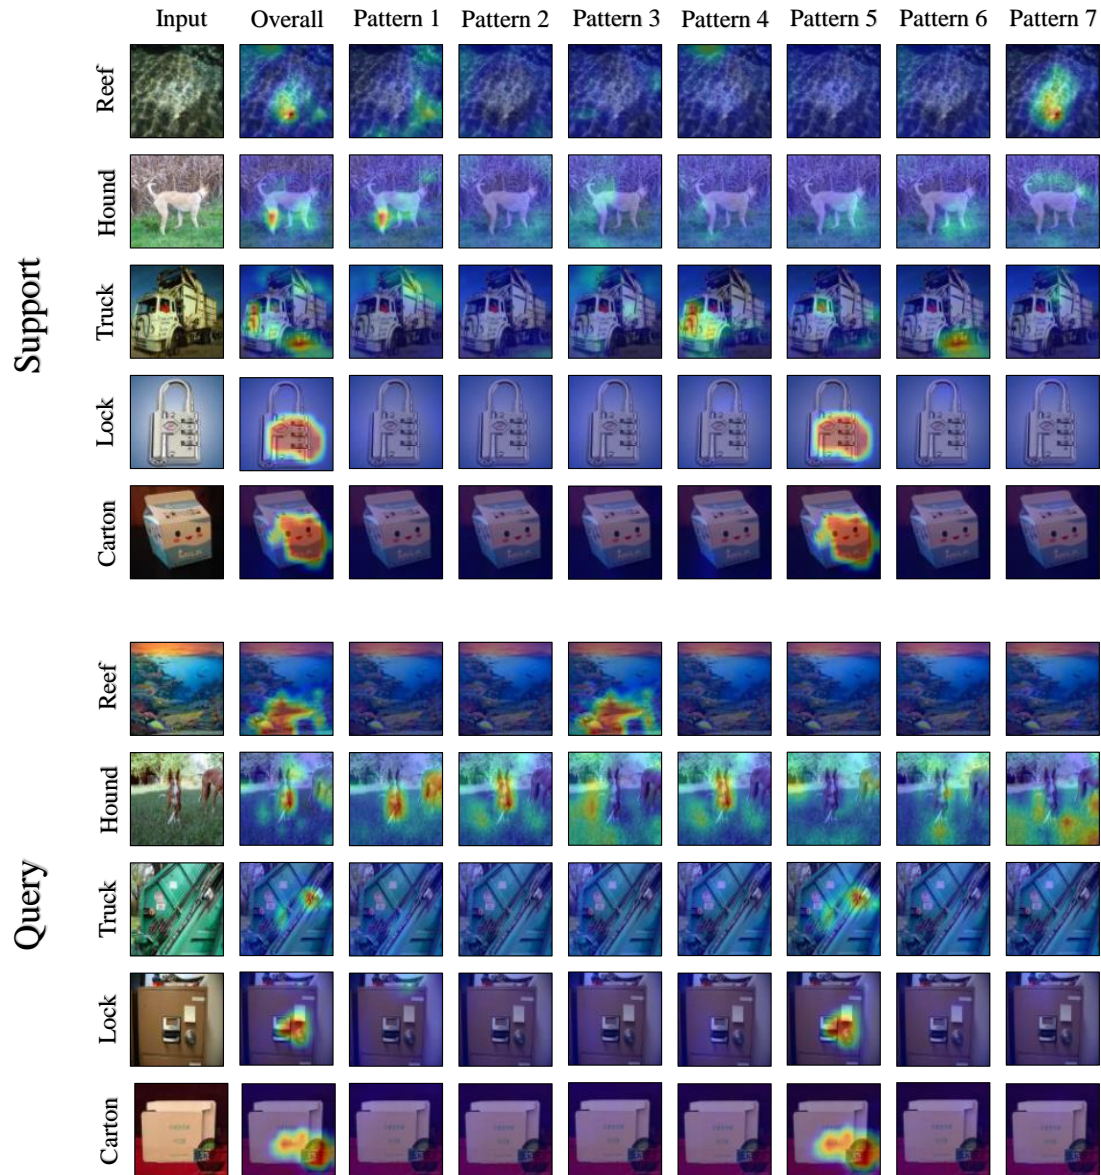 Input Overall Pattern 1 Pattern 2 Pattern 3 Pattern 4 Pattern 5 Pattern 6 Pattern 7
Support
Reef
Hound
Truck
Lock
Carton
Query
Reef
Hound
Truck
Lock
Carton